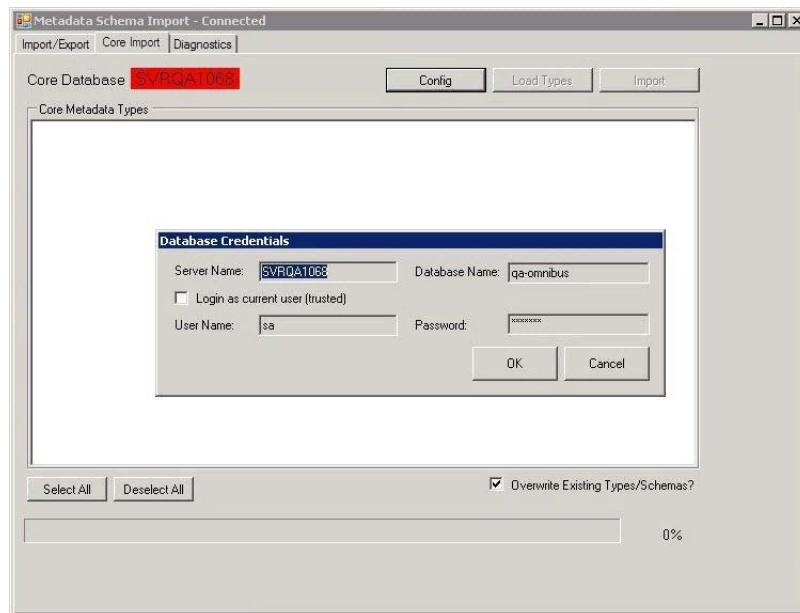 Metadata Schema Import - Connected
Import/Export Core Import Diagnostics
Core Database SVRQA1068 Config Load Types Import
Core Metadata Types
Database Credentials
Server Name: SVRQA1068 Database Name: qa-omnibus
Login as current user (trusted)
User Name: sa Password: xxxxxxx
OK Cancel
Select All Deselect All Overwrite Existing Types/Schemas?
0%